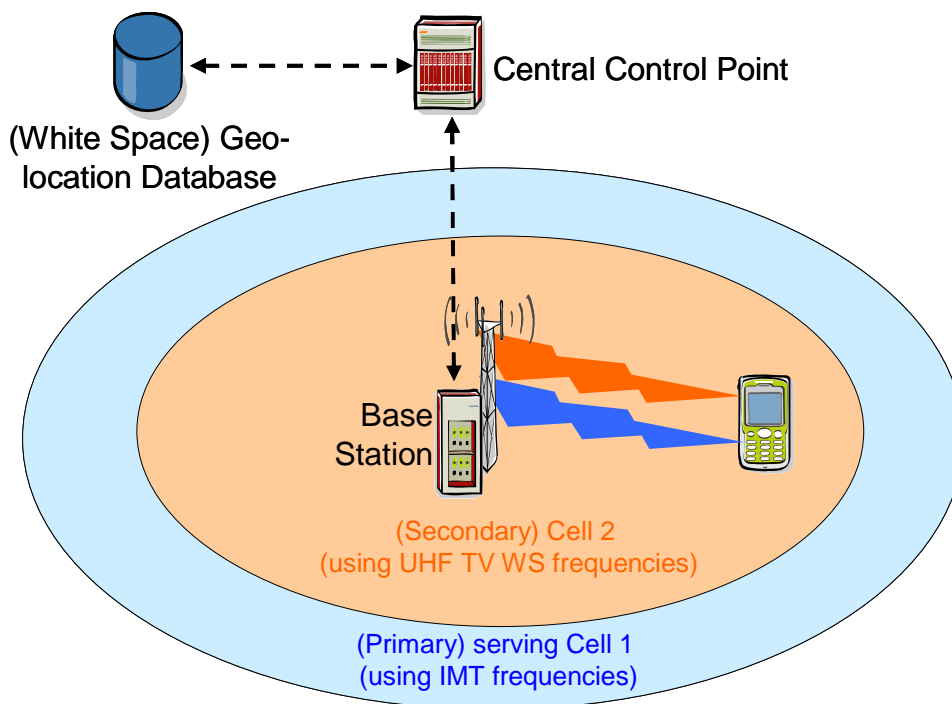 Central Control Point
(White Space) Geo-
location Database
Base
Station
(Secondary) Cell 2
(using UHF TV WS frequencies)
(Primary) serving Cell 1
(using IMT frequencies)